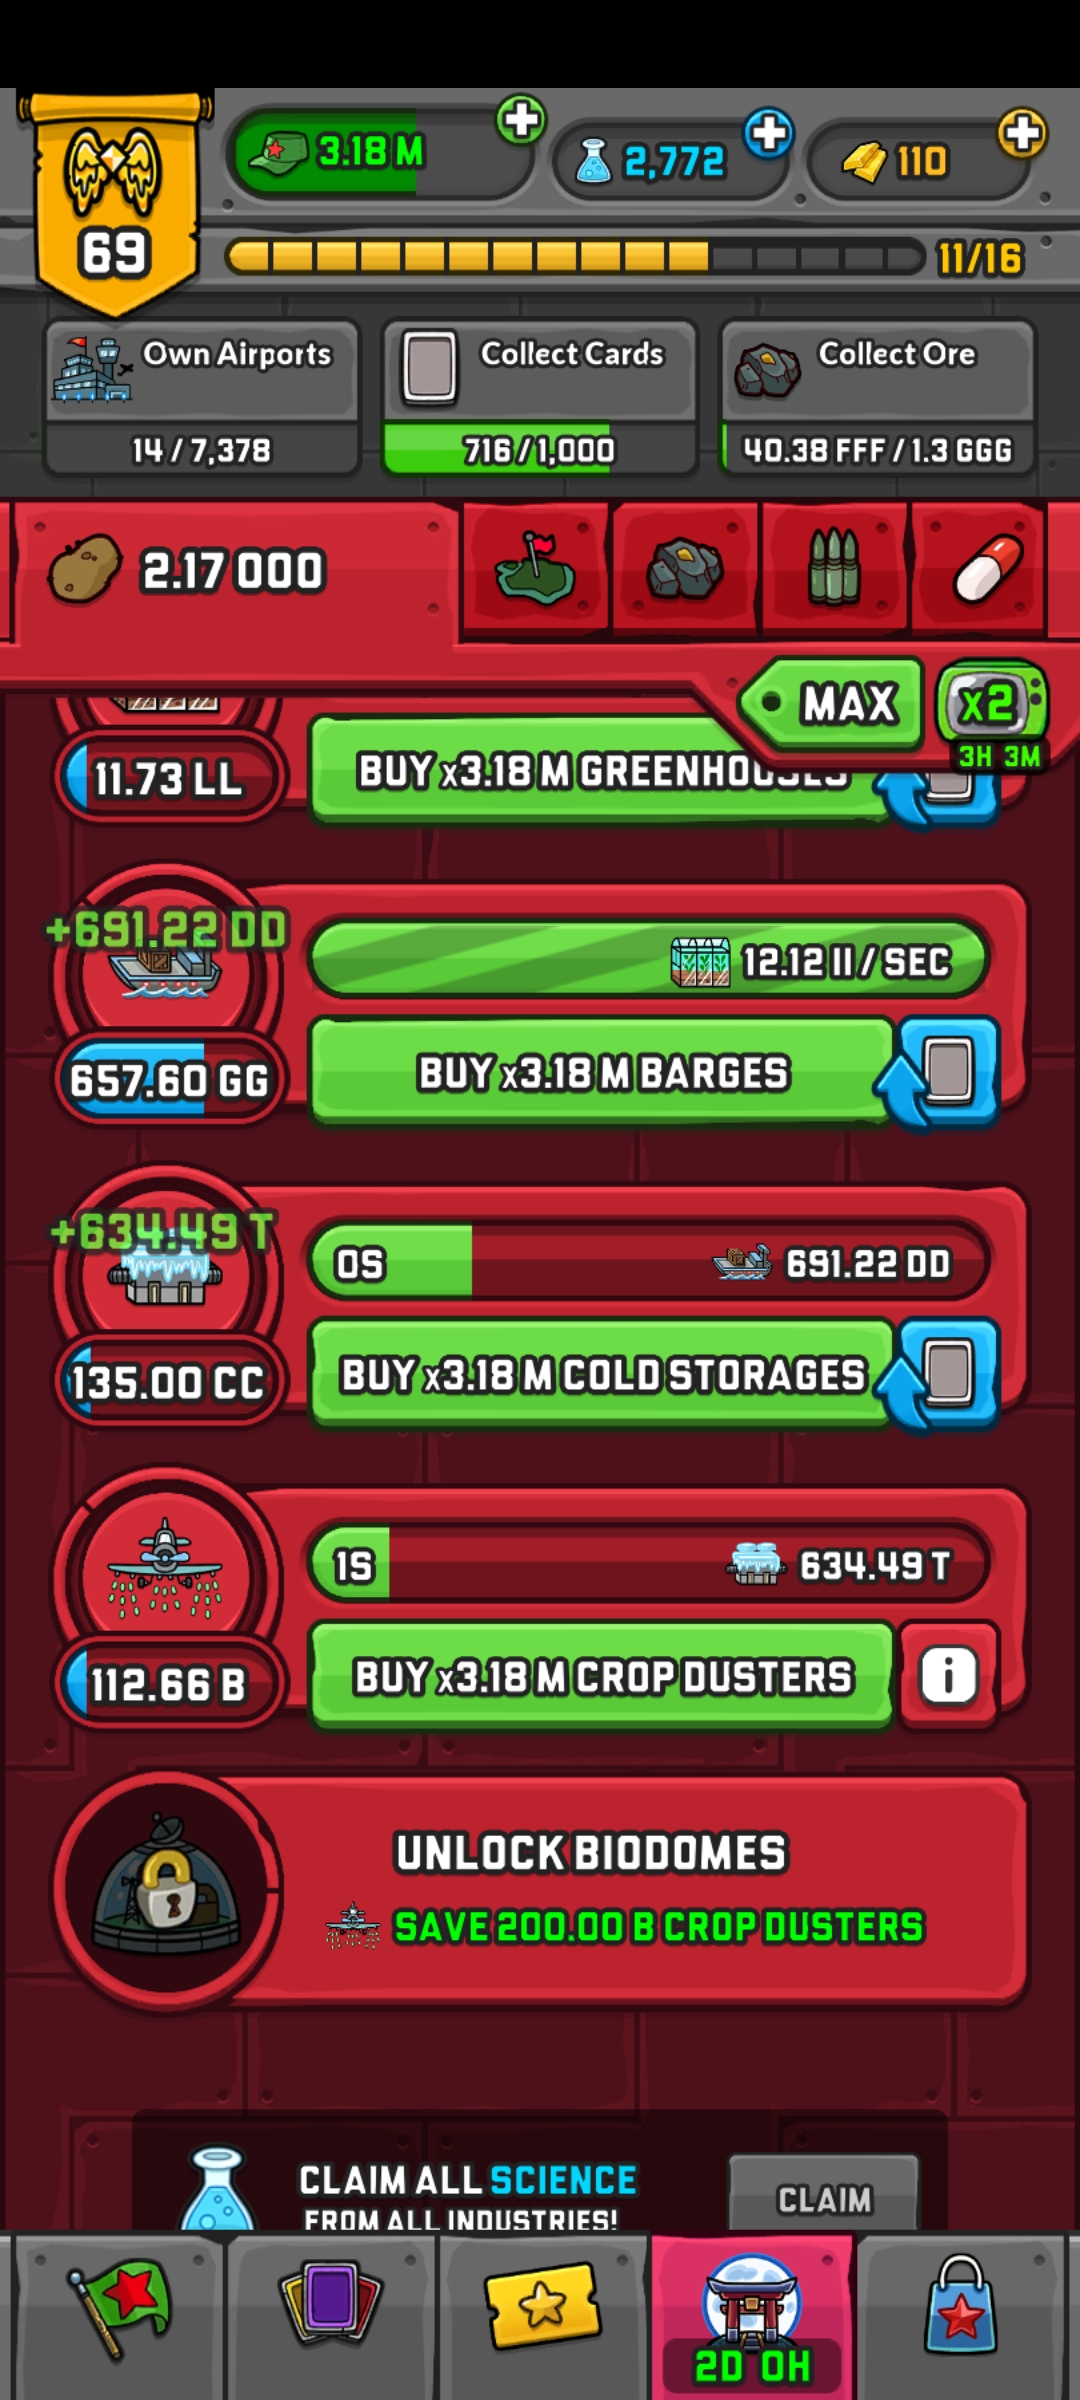 3.18 M
2,772
110
69
11/16
Own Airports
Collect Cards
Collect Ore
14 / 7,378
716 / 1,000
40.38 FFF / 1.3 GGG
2.17 OOO
MAX
x2
3H 3M
11.73 LL
BUY x3.18 M GREENHOUSES
+691.22 DD
12.12 II / SEC
657.60 GG
BUY x3.18 M BARGES
+634.49 T
0S
691.22 DD
135.00 CC
BUY x3.18 M COLD STORAGES
1S
634.49 T
112.66 B
BUY x3.18 M CROP DUSTERS
i
UNLOCK BIODOMES
SAVE 200.00 B CROP DUSTERS
CLAIM ALL SCIENCE
FROM ALL INDUSTRIES!
CLAIM
2D 0H